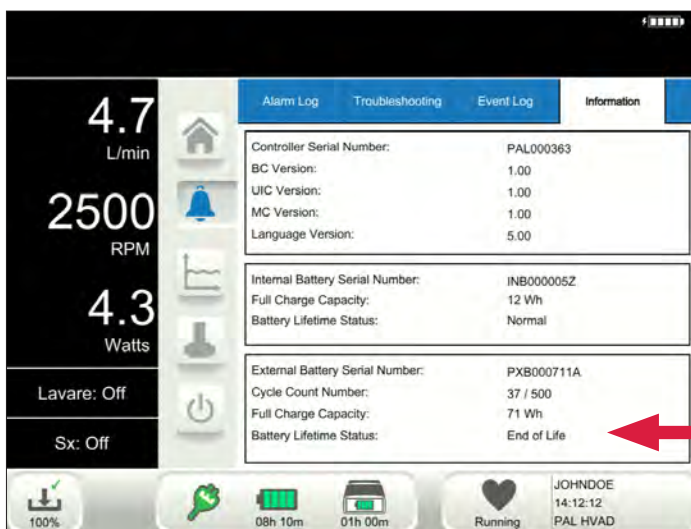 4.7
L/min
2500
RPM
4.3
Watts
Lavare: Off
Sx: Off
Alarm Log Troubleshooting Event Log Information
Controller Serial Number: PAL000363
BC Version: 1.00
UIC Version: 1.00
MC Version: 1.00
Language Version: 5.00
Internal Battery Serial Number: INB000005Z
Full Charge Capacity: 12 Wh
Battery Lifetime Status: Normal
External Battery Serial Number: PXB000711A
Cycle Count Number: 37 / 500
Full Charge Capacity: 71 Wh
Battery Lifetime Status: End of Life
100%
08h 10m
01h 00m
Running
JOHNDOE
14:12:12
PAL HVAD